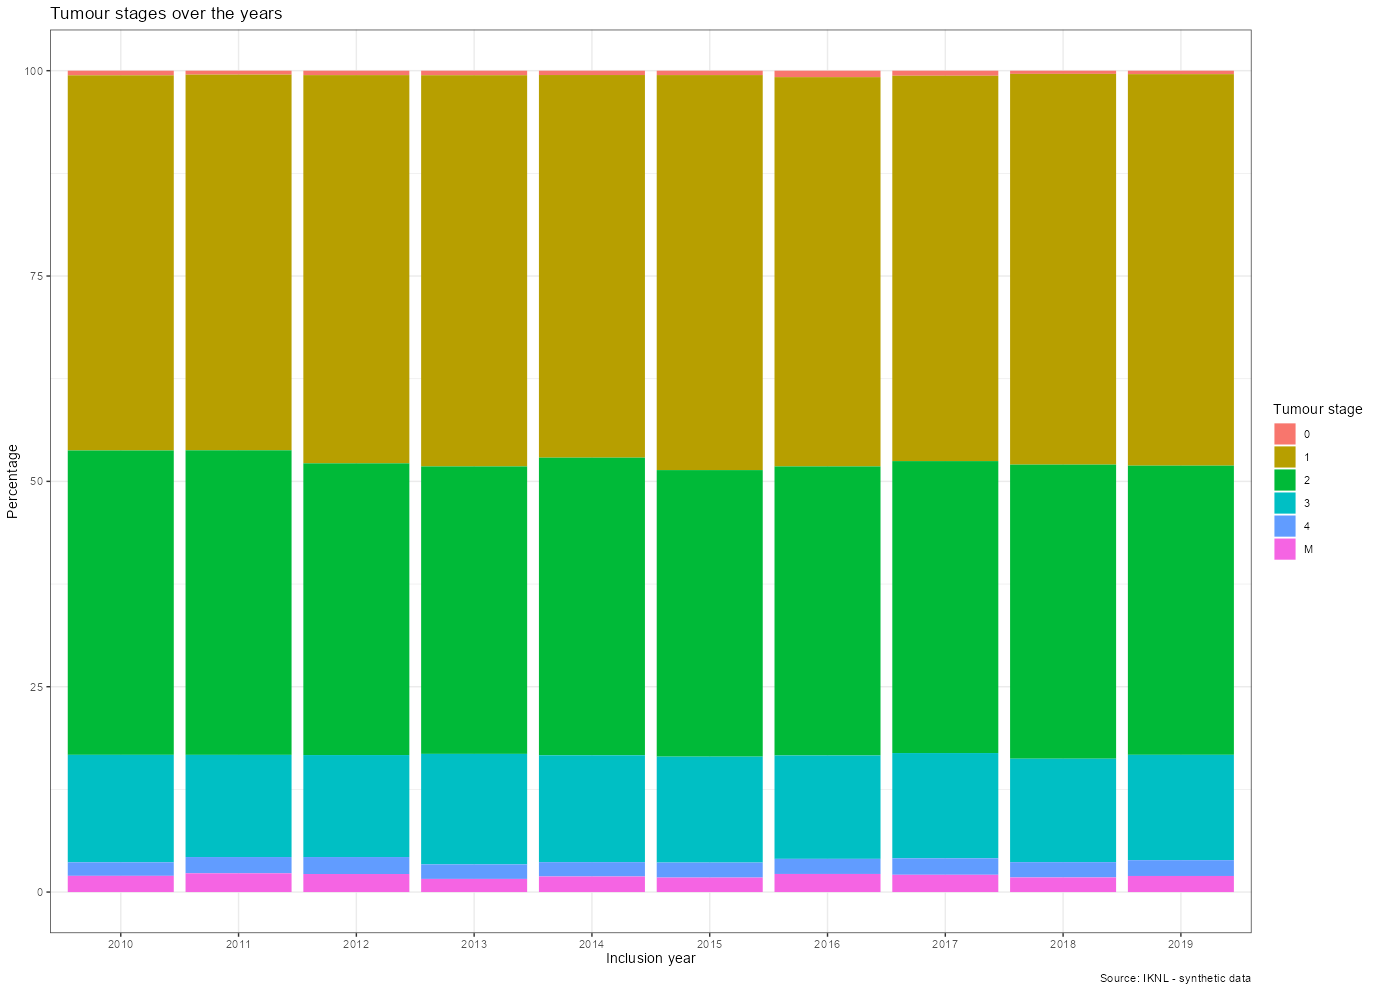 Tumour stages over the years
100
75
50
25
0
Percentage
2010 2011 2012 2013 2014 2015 2016 2017 2018 2019
Inclusion year
Source: IKNL - synthetic data
Tumour stage
0
1
2
3
4
M